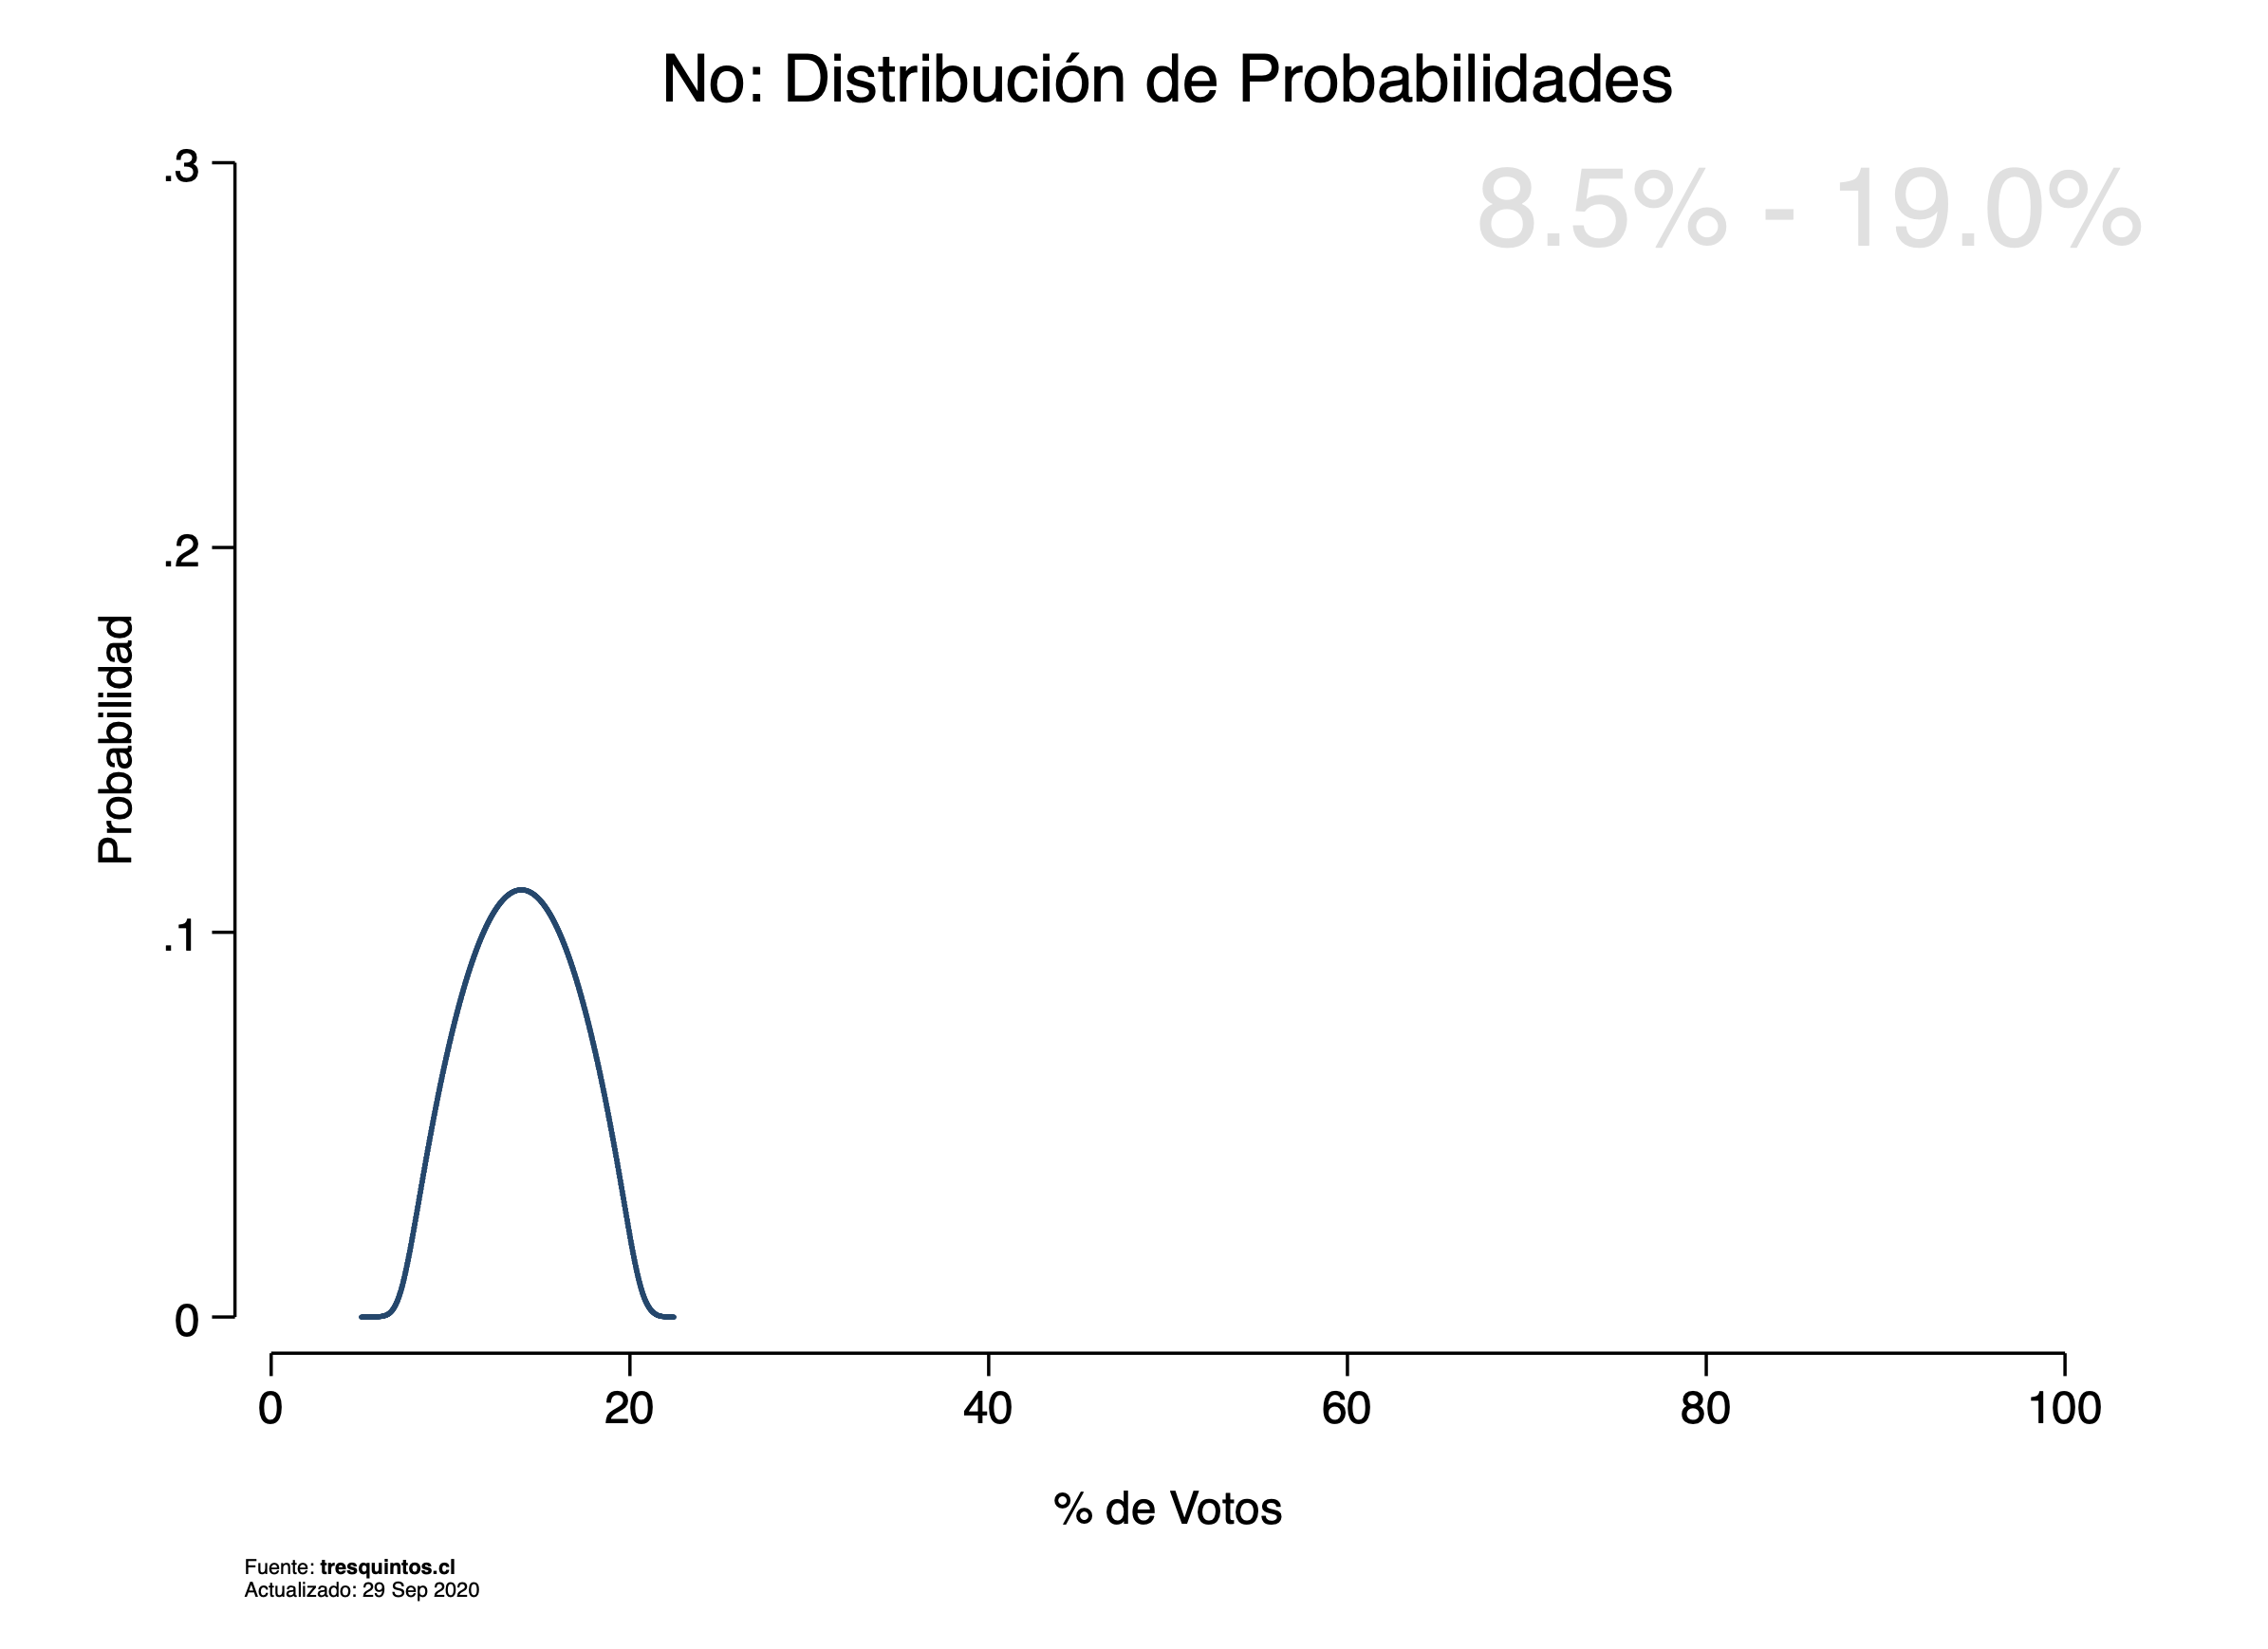 No: Distribución de Probabilidades
8.5% - 19.0%
.3
.2
.1
0
Probabilidad
0 20 40 60 80 100
% de Votos
Fuente: tresquintos.cl
Actualizado: 29 Sep 2020